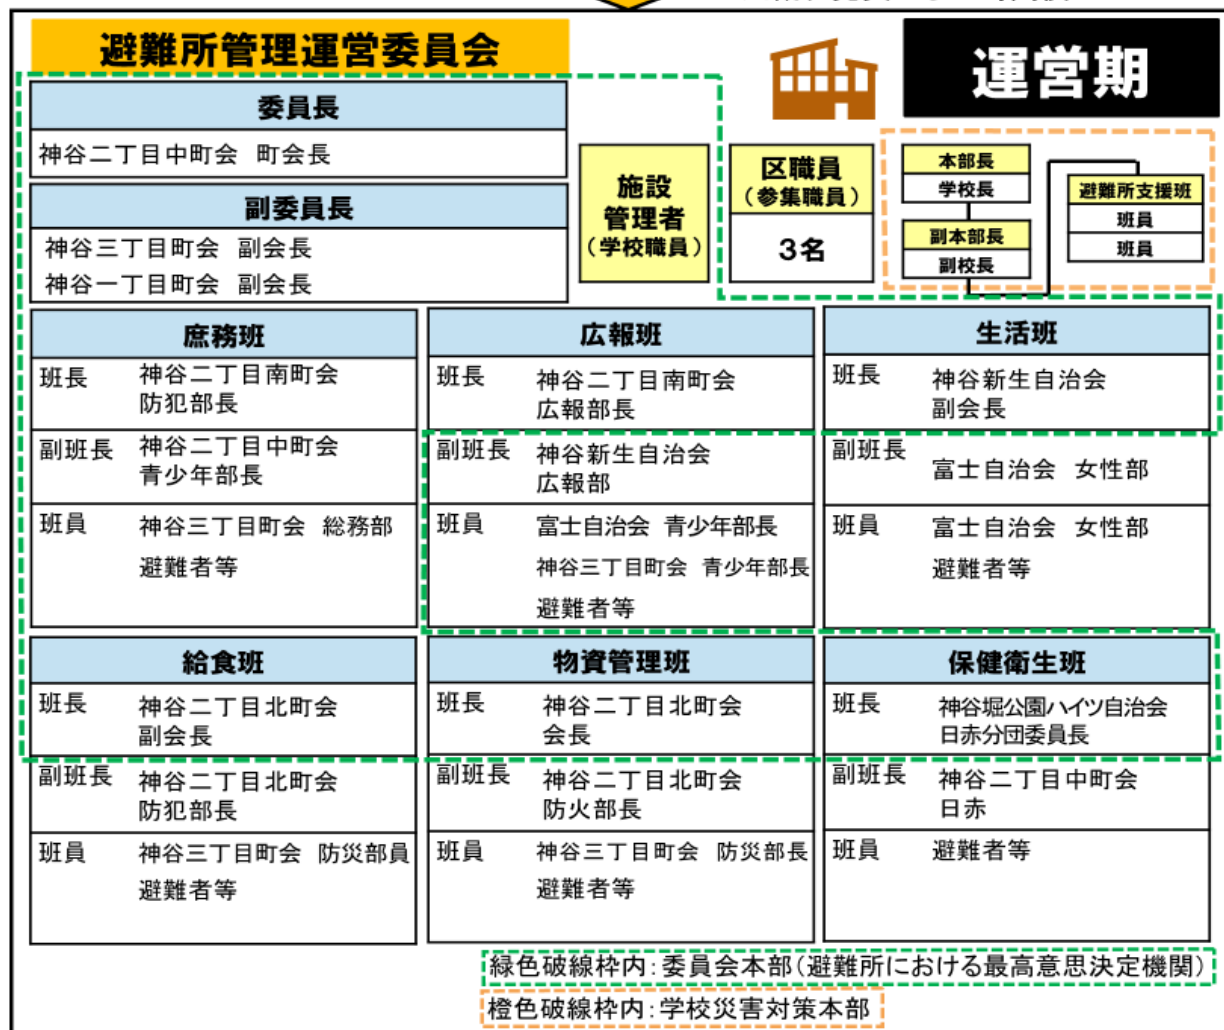 避難所管理運営委員会
運営期
委員長
神谷二丁目中町会 町会長
副委員長
神谷三丁目町会 副会長
神谷一丁目町会 副会長
施設
管理者
(学校職員)
区職員
(参集職員)
3名
本部長
学校長
副本部長
副校長
避難所支援班
班員
班員
庶務班
班長 神谷二丁目南町会
防犯部長
副班長 神谷二丁目中町会
青少年部長
班員 神谷三丁目町会 総務部
避難者等
広報班
班長 神谷二丁目南町会
広報部長
副班長 神谷新生自治会
広報部
班員 富士自治会 青少年部長
神谷三丁目町会 青少年部長
避難者等
生活班
班長 神谷新生自治会
副会長
副班長 富士自治会 女性部
班員 富士自治会 女性部
避難者等
給食班
班長 神谷二丁目北町会
副会長
副班長 神谷二丁目北町会
防犯部長
班員 神谷三丁目町会 防災部員
避難者等
物資管理班
班長 神谷二丁目北町会
会長
副班長 神谷二丁目北町会
防火部長
班員 神谷三丁目町会 防災部長
避難者等
保健衛生班
班長 神谷堀公園ハイツ自治会
日赤分団委員長
副班長 神谷二丁目中町会
日赤
班員 避難者等
緑色破線枠内:委員会本部(避難所における最高意思決定機関)
橙色破線枠内:学校災害対策本部